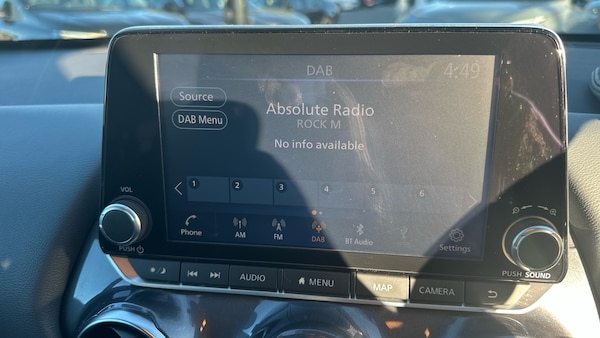 DAB
4:49
Source
Absolute Radio
ROCK M
DAB Menu
No info available
1 2 3 4 5 6
Phone AM FM DAB BT Audio Settings
VOL
PUSH
PUSH SOUND
AUDIO MENU MAP CAMERA